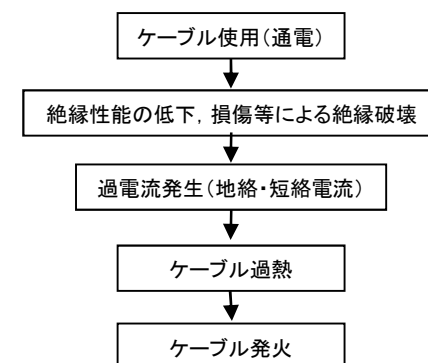 ケーブル使用（通電）
絶縁性能の低下，損傷等による絶縁破壊
過電流発生（地絡・短絡電流）
ケーブル過熱
ケーブル発火